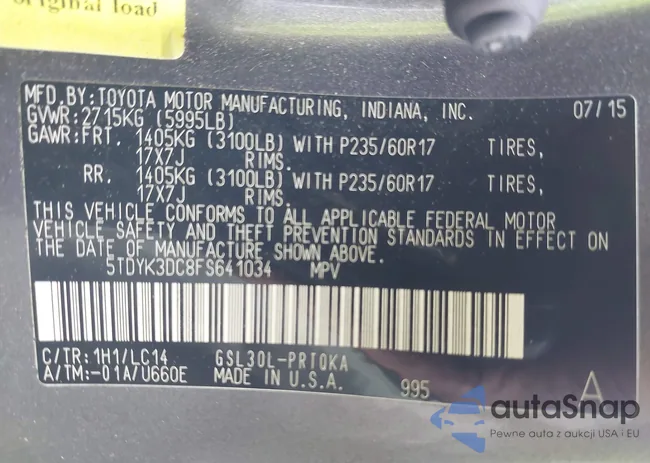 original load
MFD.BY:TOYOTA MOTOR MANUFACTURING, INDIANA, INC. 07/15
GVWR:2715KG (5995LB)
GAWR:FRT. 1405KG (3100LB) WITH P235/60R17 TIRES,
17X7J RIMS.
RR. 1405KG (3100LB) WITH P235/60R17 TIRES,
17X7J RIMS.
THIS VEHICLE CONFORMS TO ALL APPLICABLE FEDERAL MOTOR
VEHICLE SAFETY AND THEFT PREVENTION STANDARDS IN EFFECT ON
THE DATE OF MANUFACTURE SHOWN ABOVE.
5TDYK3DC8FS641034 MPV
C/TR:1H1/LC14 GSL30L-PRTQKA
A/TM:-01A/U660E MADE IN U.S.A. 995 A
autoSnap
Pewne auta z aukcji USA i EU